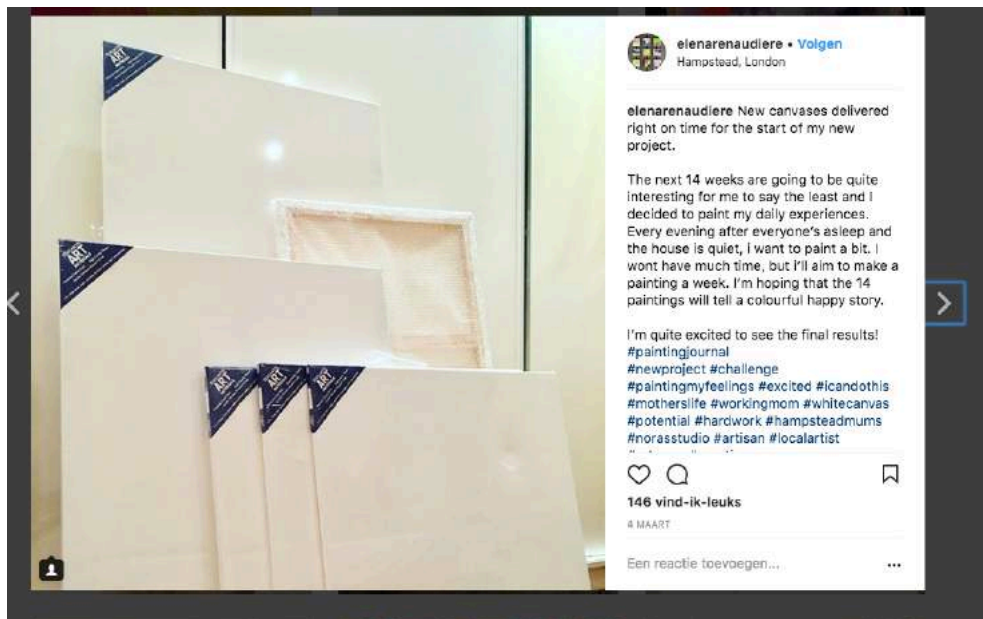 ART
ART
ART
ART
ART
elenarenaudiere • Volgen
Hampstead, London
elenarenaudiere New canvases delivered
right on time for the start of my new
project.
The next 14 weeks are going to be quite
interesting for me to say the least and I
decided to paint my daily experiences.
Every evening after everyone's asleep and
the house is quiet, i want to paint a bit. I
wont have much time, but i'll aim to make a
painting a week. I'm hoping that the 14
paintings will tell a colourful happy story.
I'm quite excited to see the final results!
#paintingjournal
#newproject #challenge
#paintingmyfeelings #excited #icandothis
#motherslife #workingmom #whitecanvas
#potential #hardwork #hampsteadmums
#norasstudio #artisan #localartist
146 vind-ik-leuks
4 MAART
Een reactie toevoegen...